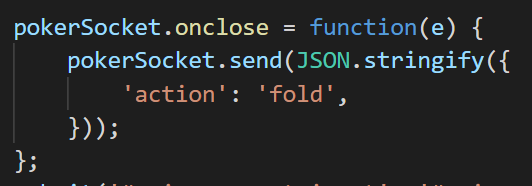 pokerSocket.onclose = function(e) {
    pokerSocket.send(JSON.stringify({
        'action': 'fold',
    }));
};